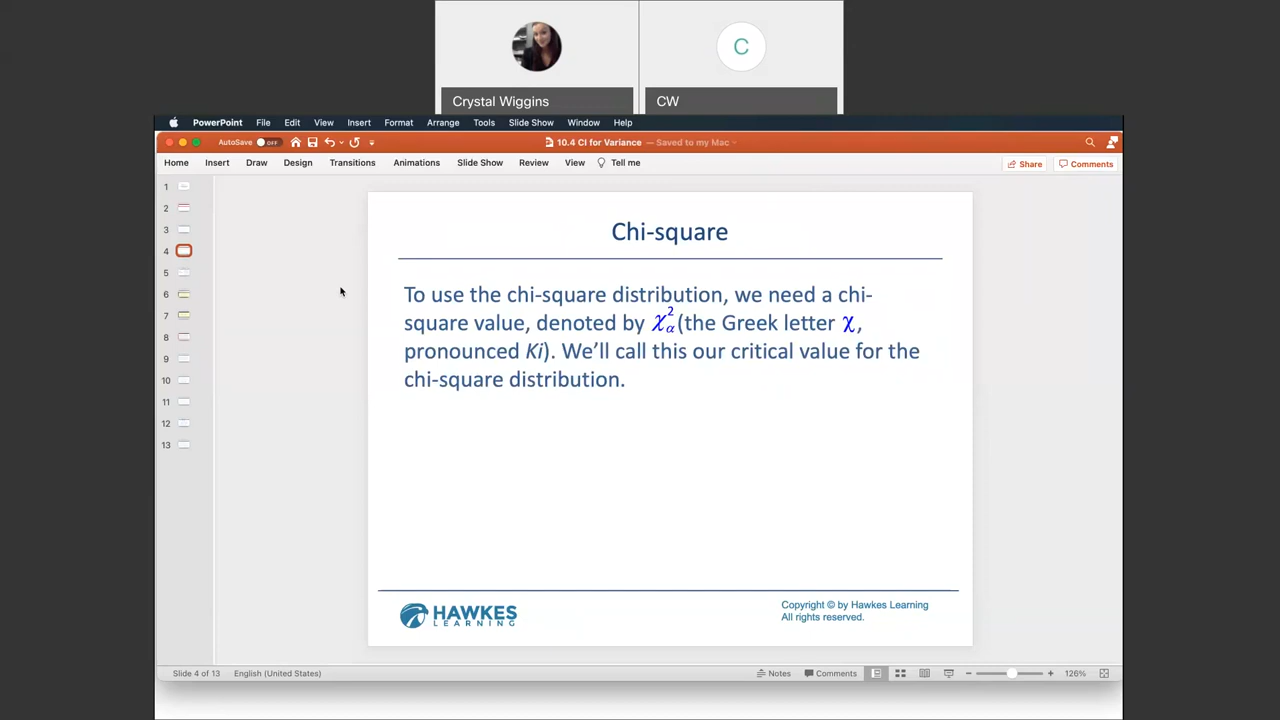 C
Crystal Wiggins
CW
PowerPoint File Edit View Insert Format Arrange Tools Slide Show Window Help
AutoSave OFF 10.4 CI for Variance — Saved to my Mac
Home Insert Draw Design Transitions Animations Slide Show Review View Tell me Share Comments
1
2
3
4
5
6
7
8
9
10
11
12
13
Chi-square
To use the chi-square distribution, we need a chi-
square value, denoted by χ²α (the Greek letter χ,
pronounced Ki). We'll call this our critical value for the
chi-square distribution.
HAWKES
LEARNING
Copyright © by Hawkes Learning
All rights reserved.
Slide 4 of 13 English (United States) Notes Comments 126%